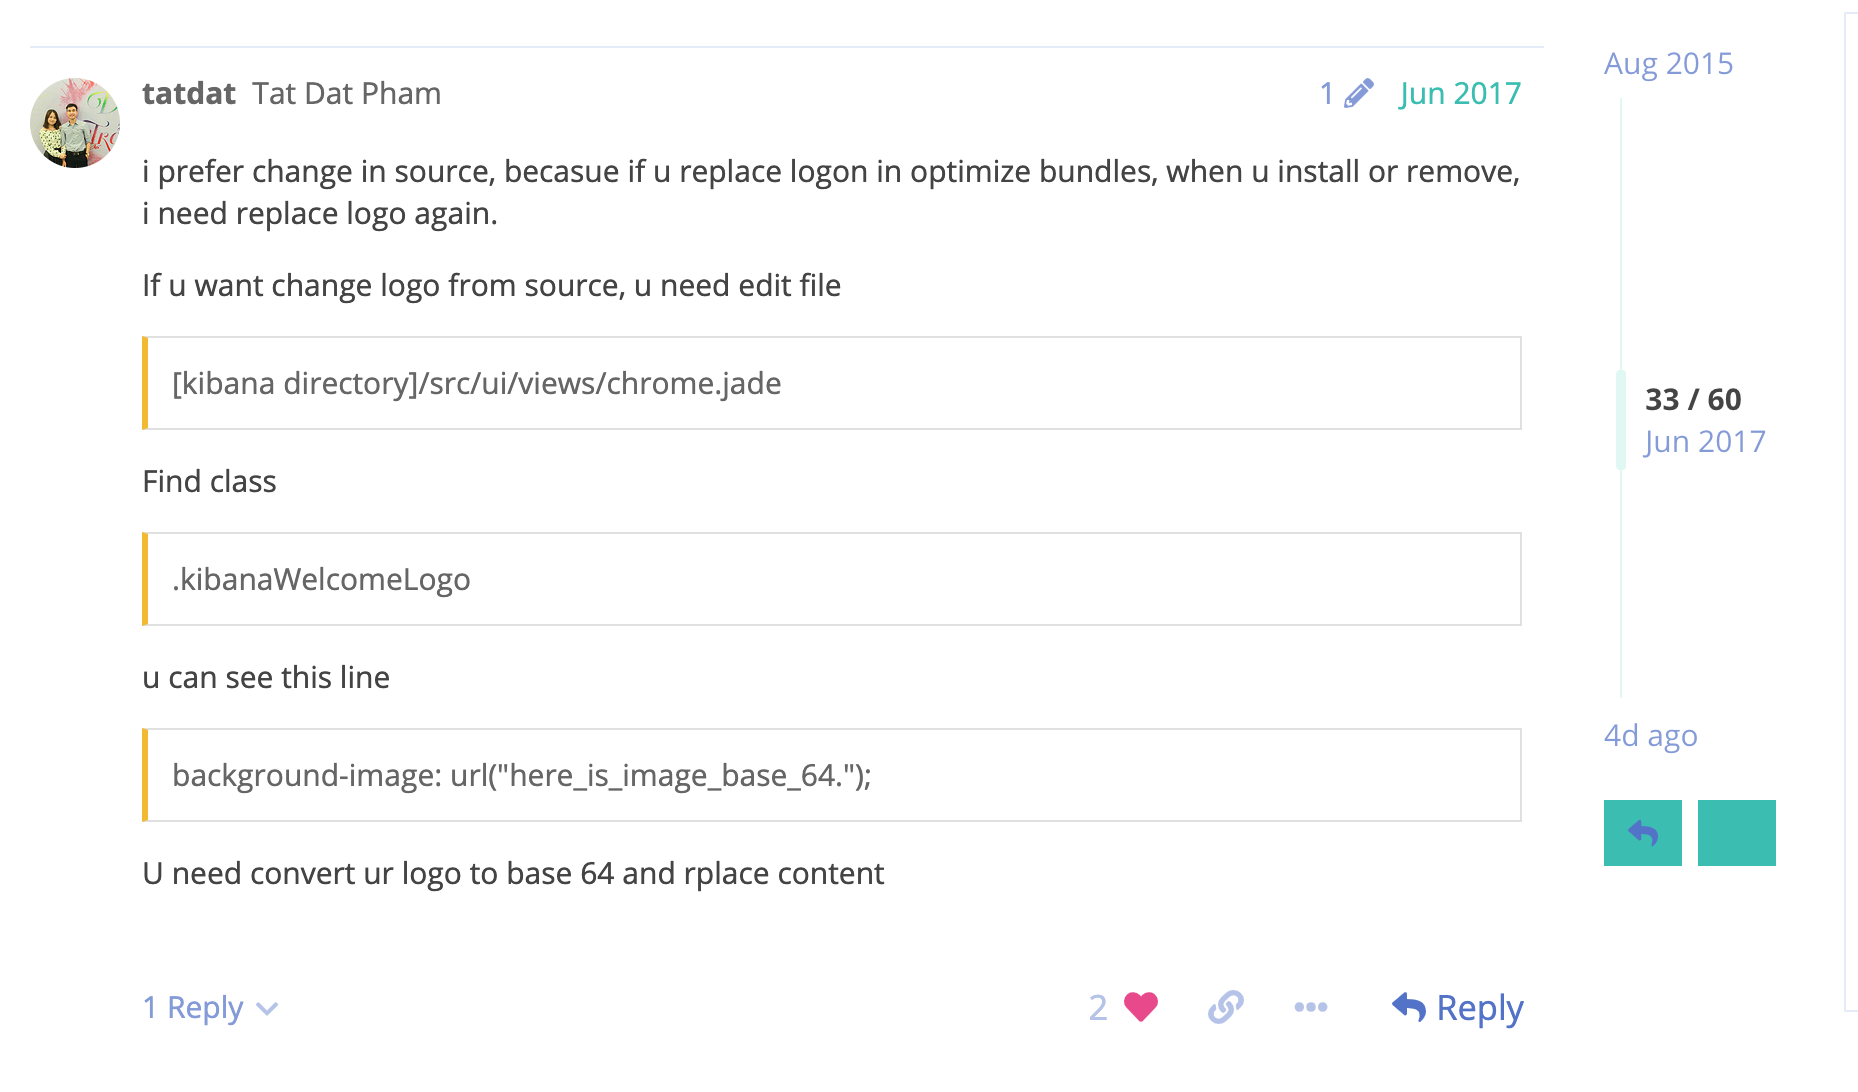 Aug 2015
tatdat Tat Dat Pham 1 Jun 2017
i prefer change in source, becasue if u replace logon in optimize bundles, when u install or remove,
i need replace logo again.
If u want change logo from source, u need edit file
[kibana directory]/src/ui/views/chrome.jade
33 / 60
Jun 2017
Find class
.kibanaWelcomeLogo
u can see this line
4d ago
background-image: url("here_is_image_base_64.");
U need convert ur logo to base 64 and rplace content
1 Reply 2 Reply